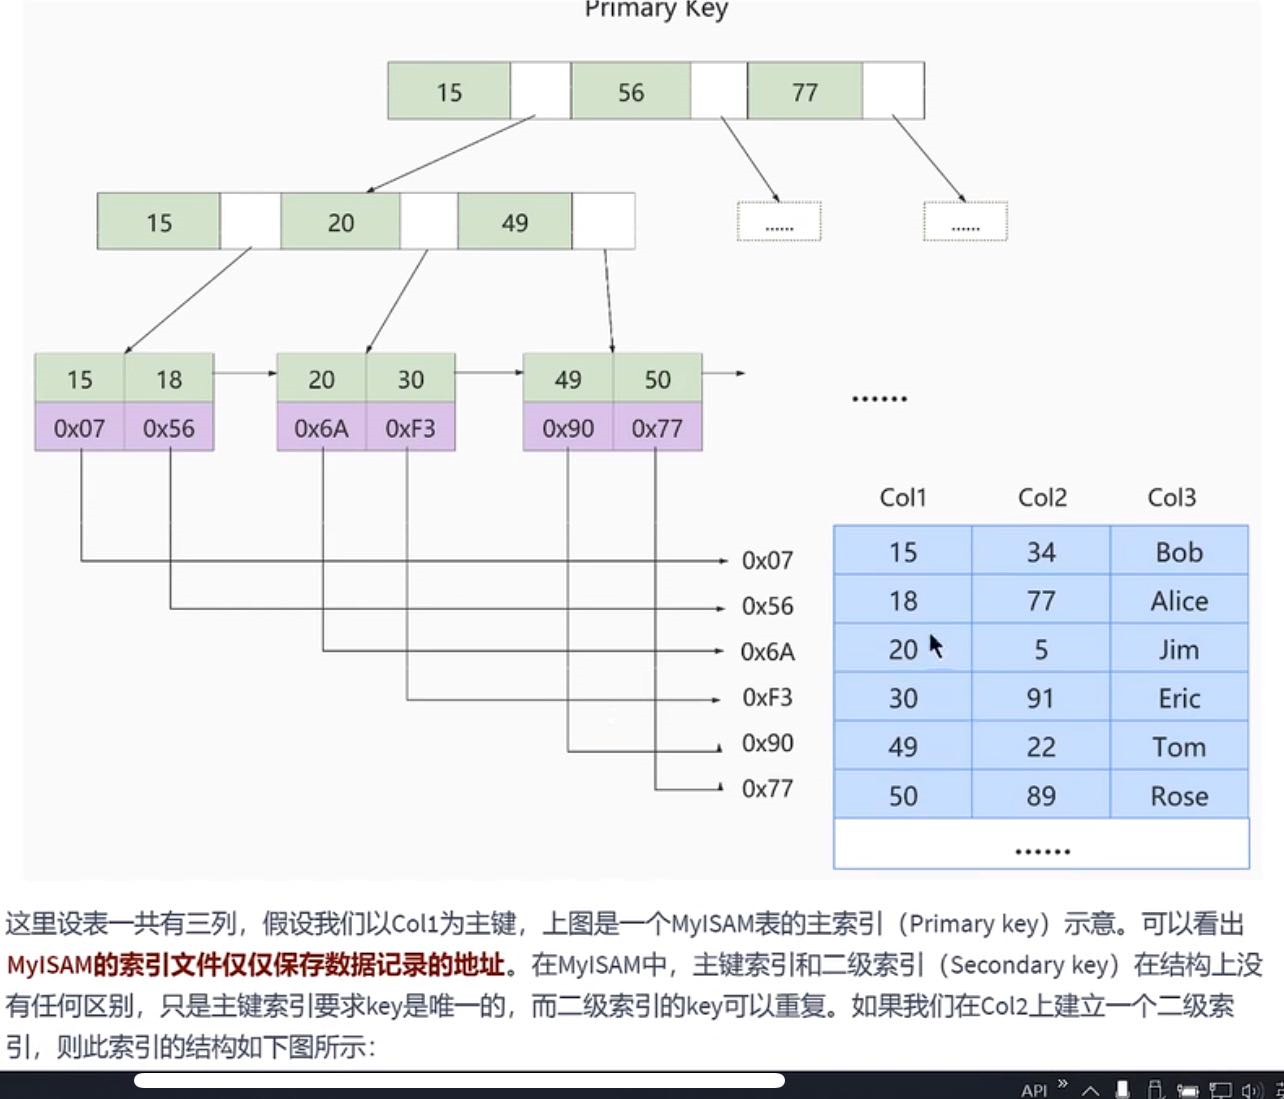 Primary Key
15 56 77
15 20 49
...... ......
15 18 20 30 49 50
0x07 0x56 0x6A 0xF3 0x90 0x77
......
Col1 Col2 Col3
0x07 15 34 Bob
0x56 18 77 Alice
0x6A 20 5 Jim
0xF3 30 91 Eric
0x90 49 22 Tom
0x77 50 89 Rose
......
这里设表一共有三列，假设我们以Col1为主键，上图是一个MyISAM表的主索引（Primary key）示意。可以看出
MyISAM的索引文件仅仅保存数据记录的地址。在MyISAM中，主键索引和二级索引（Secondary key）在结构上没
有任何区别，只是主键索引要求key是唯一的，而二级索引的key可以重复。如果我们在Col2上建立一个二级索
引，则此索引的结构如下图所示：
API